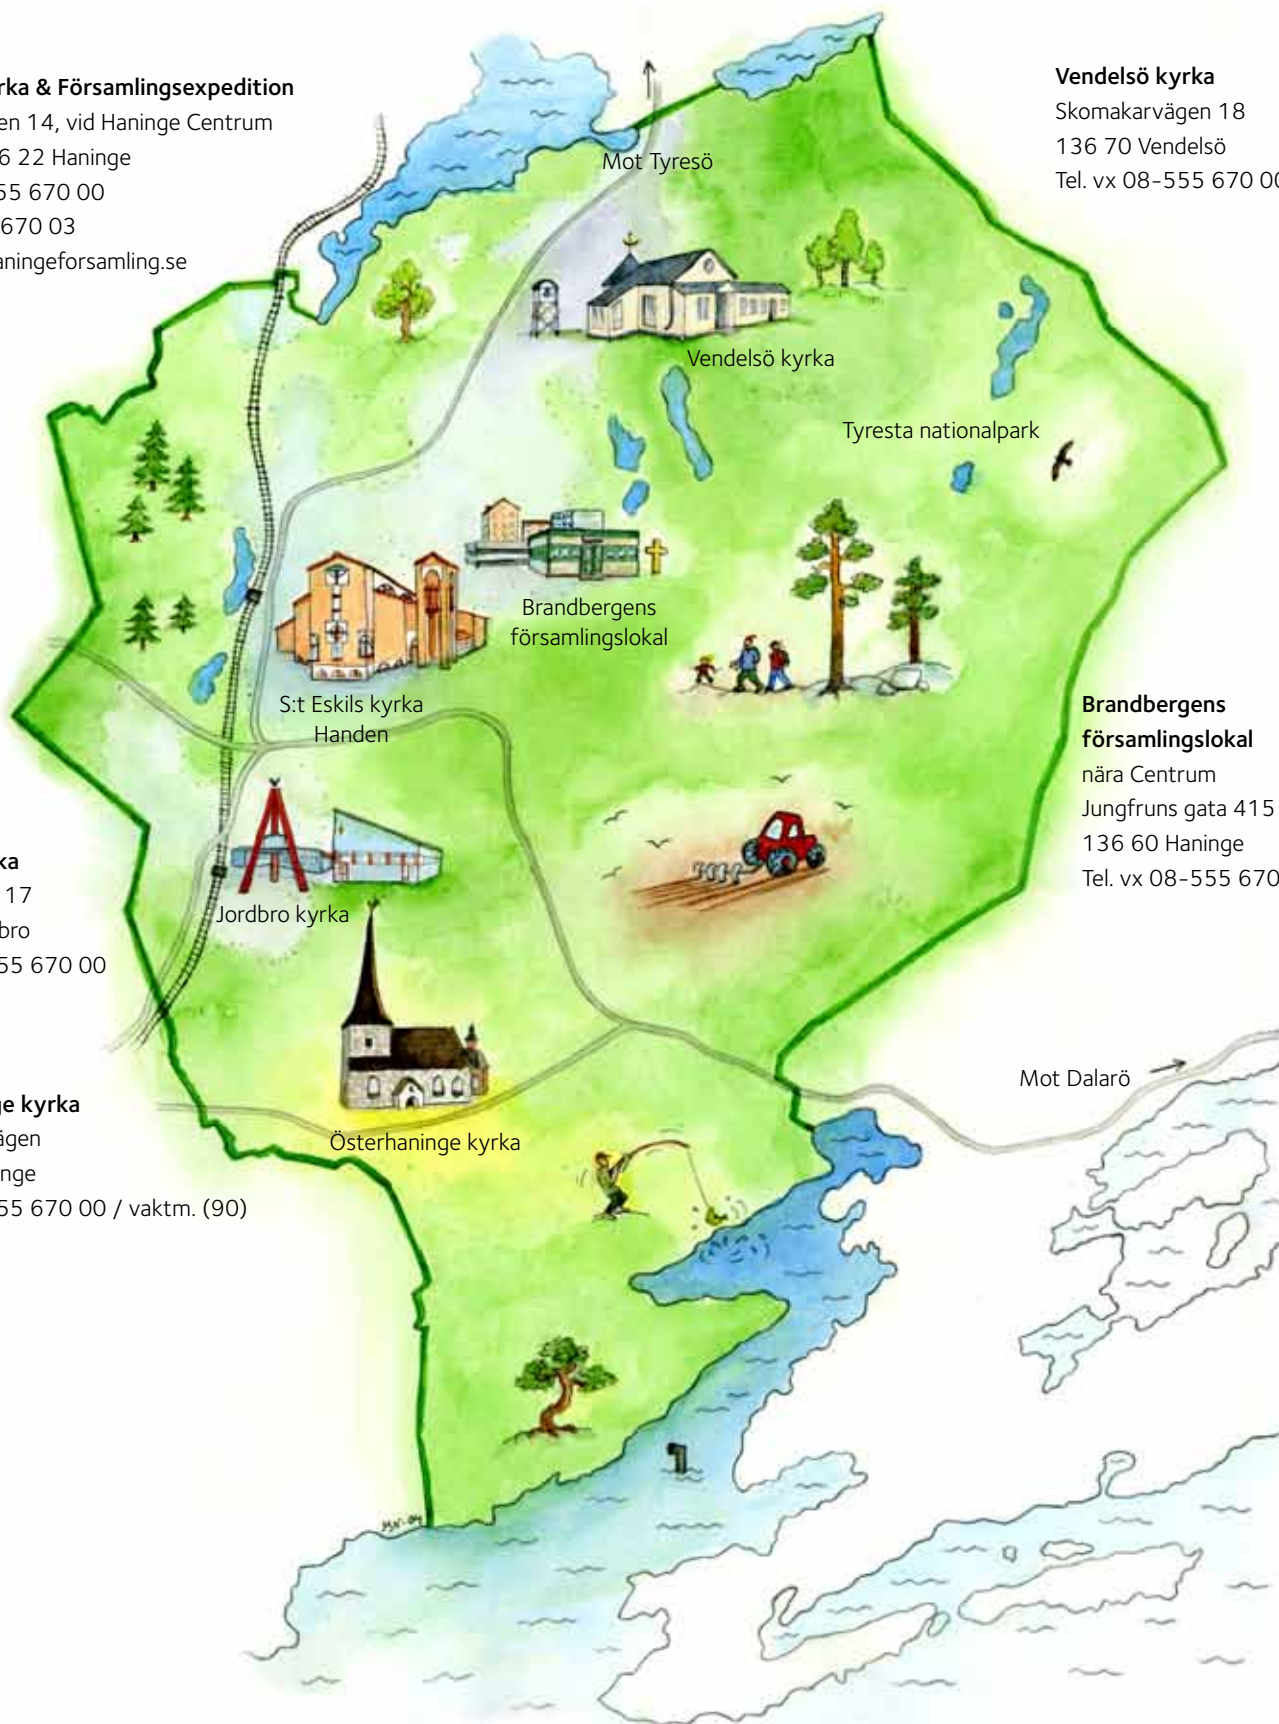 rka & Församlingsexpedition
en 14, vid Haninge Centrum
6 22 Haninge
55 670 00
670 03
aningeforsamling.se
Vendelsö kyrka
Skomakarvägen 18
136 70 Vendelsö
Tel. vx 08-555 670 00
Mot Tyresö
Vendelsö kyrka
Tyresta nationalpark
Brandbergens
församlingslokal
S:t Eskils kyrka
Handen
Brandbergens
församlingslokal
nära Centrum
Jungfruns gata 415
136 60 Haninge
Tel. vx 08-555 670
ka
17
bro
55 670 00
Jordbro kyrka
Mot Dalarö
ge kyrka
ägen
nge
55 670 00 / vaktm. (90)
Österhaninge kyrka